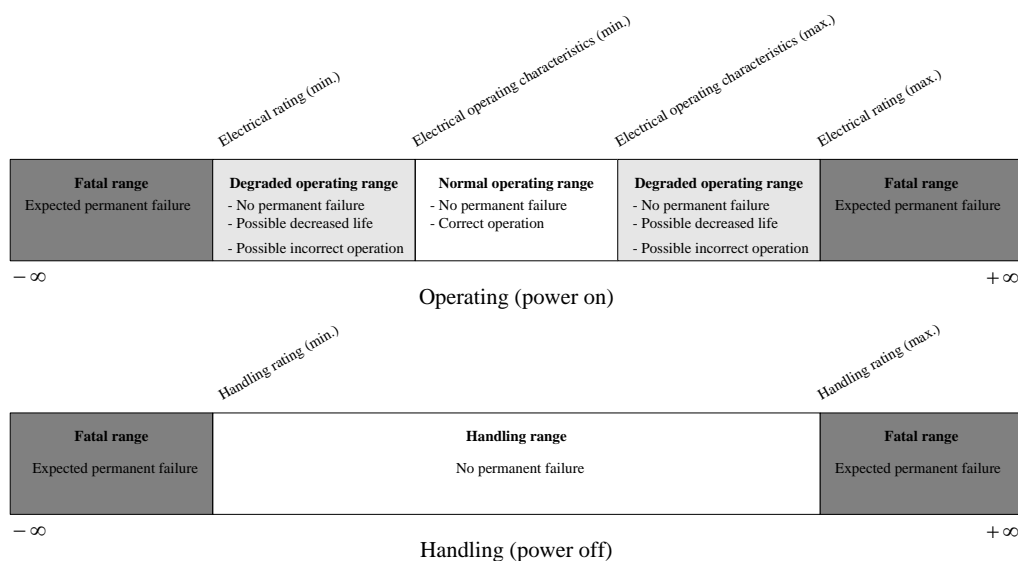 Electrical rating (min.)
Electrical operating characteristics (min.)
Electrical operating characteristics (max.)
Electrical rating (max.)
Fatal range
Expected permanent failure
Degraded operating range
- No permanent failure
- Possible decreased life
- Possible incorrect operation
Normal operating range
- No permanent failure
- Correct operation
Degraded operating range
- No permanent failure
- Possible decreased life
- Possible incorrect operation
Fatal range
Expected permanent failure
− ∞
+ ∞
Operating (power on)
Handling rating (min.)
Handling rating (max.)
Fatal range
Expected permanent failure
Handling range
No permanent failure
Fatal range
Expected permanent failure
− ∞
+ ∞
Handling (power off)